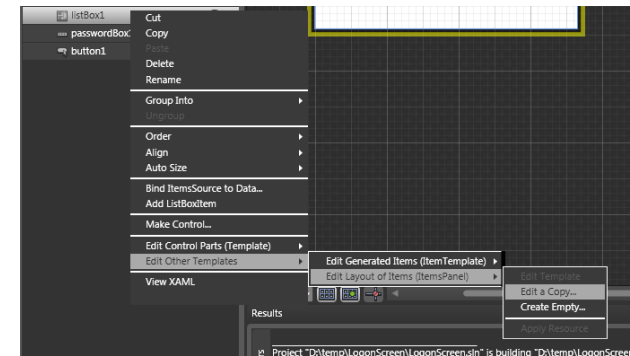 listBox1
passwordBox1
button1
Cut
Copy
Paste
Delete
Rename
Group Into
Ungroup
Order
Align
Auto Size
Bind ItemsSource to Data...
Add ListBoxItem
Make Control...
Edit Control Parts (Template)
Edit Other Templates
View XAML
Edit Generated Items (ItemTemplate)
Edit Layout of Items (ItemsPanel)
Edit Template
Edit a Copy...
Create Empty...
Apply Resource
Results
Project "D:\temp\LogonScreen\LogonScreen.sln" is building "D:\temp\LogonScreen